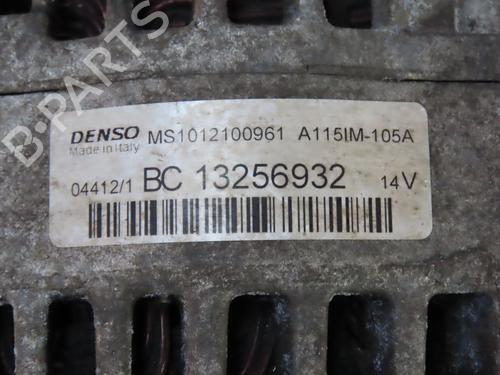 B-PARTS
DENSO MS1012100961 A115IM-105A
Made in Italy
04412/1 BC 13256932 14V